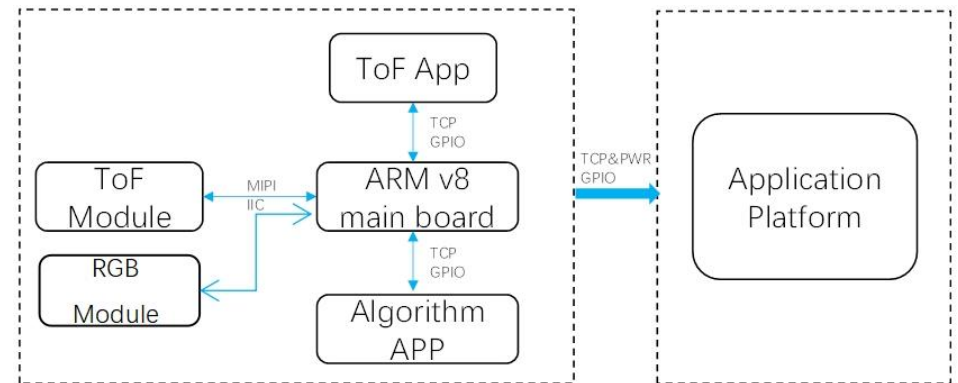 ToF App
TCP
GPIO
ToF
Module
MIPI
IIC
ARM v8
main board
TCP&PWR
GPIO
Application
Platform
RGB
Module
TCP
GPIO
Algorithm
APP